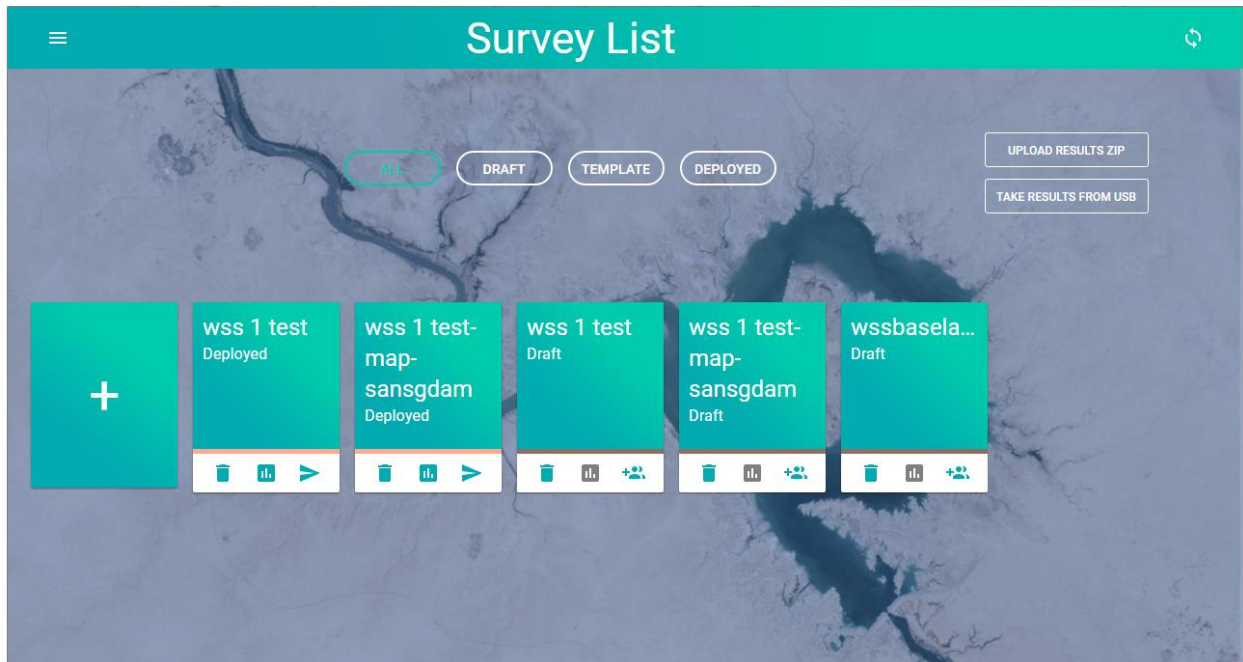 Survey List
ALL
DRAFT
TEMPLATE
DEPLOYED
UPLOAD RESULTS ZIP
TAKE RESULTS FROM USB
+
wss 1 test
Deployed
wss 1 test-
map-
sansgdam
Deployed
wss 1 test
Draft
wss 1 test-
map-
sansgdam
Draft
wssbasela...
Draft